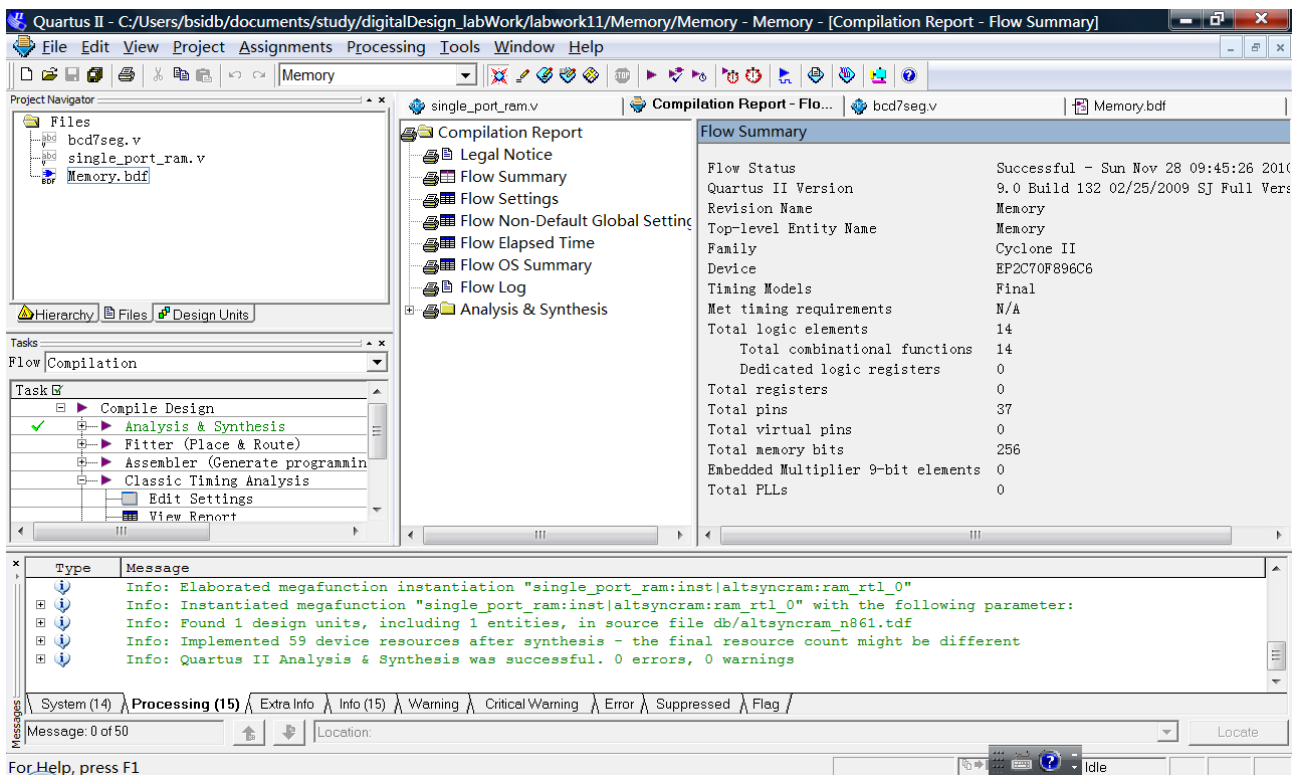 Quartus II - C:/Users/bsidb/documents/study/digitalDesign_labWork/labwork11/Memory/Memory - Memory - [Compilation Report - Flow Summary]
File Edit View Project Assignments Processing Tools Window Help
Memory
Project Navigator
Files
bcd7seg.v
single_port_ram.v
Memory.bdf
Hierarchy Files Design Units
Tasks
Flow Compilation
Task
Compile Design
Analysis & Synthesis
Fitter (Place & Route)
Assembler (Generate programmin
Classic Timing Analysis
Edit Settings
View Report
single_port_ram.v Compilation Report - Flo... bcd7seg.v Memory.bdf
Compilation Report
Legal Notice
Flow Summary
Flow Settings
Flow Non-Default Global Setting
Flow Elapsed Time
Flow OS Summary
Flow Log
Analysis & Synthesis
Flow Summary
Flow Status Successful - Sun Nov 28 09:45:26 2010
Quartus II Version 9.0 Build 132 02/25/2009 SJ Full Vers
Revision Name Memory
Top-level Entity Name Memory
Family Cyclone II
Device EP2C70F896C6
Timing Models Final
Met timing requirements N/A
Total logic elements 14
Total combinational functions 14
Dedicated logic registers 0
Total registers 0
Total pins 37
Total virtual pins 0
Total memory bits 256
Embedded Multiplier 9-bit elements 0
Total PLLs 0
Type Message
Info: Elaborated megafunction instantiation "single_port_ram:inst|altsyncram:ram_rtl_0"
Info: Instantiated megafunction "single_port_ram:inst|altsyncram:ram_rtl_0" with the following parameter:
Info: Found 1 design units, including 1 entities, in source file db/altsyncram_n861.tdf
Info: Implemented 59 device resources after synthesis - the final resource count might be different
Info: Quartus II Analysis & Synthesis was successful. 0 errors, 0 warnings
System (14) Processing (15) Extra Info Info (15) Warning Critical Warning Error Suppressed Flag
Messages
Message: 0 of 50 Location: Locate
For Help, press F1 Idle